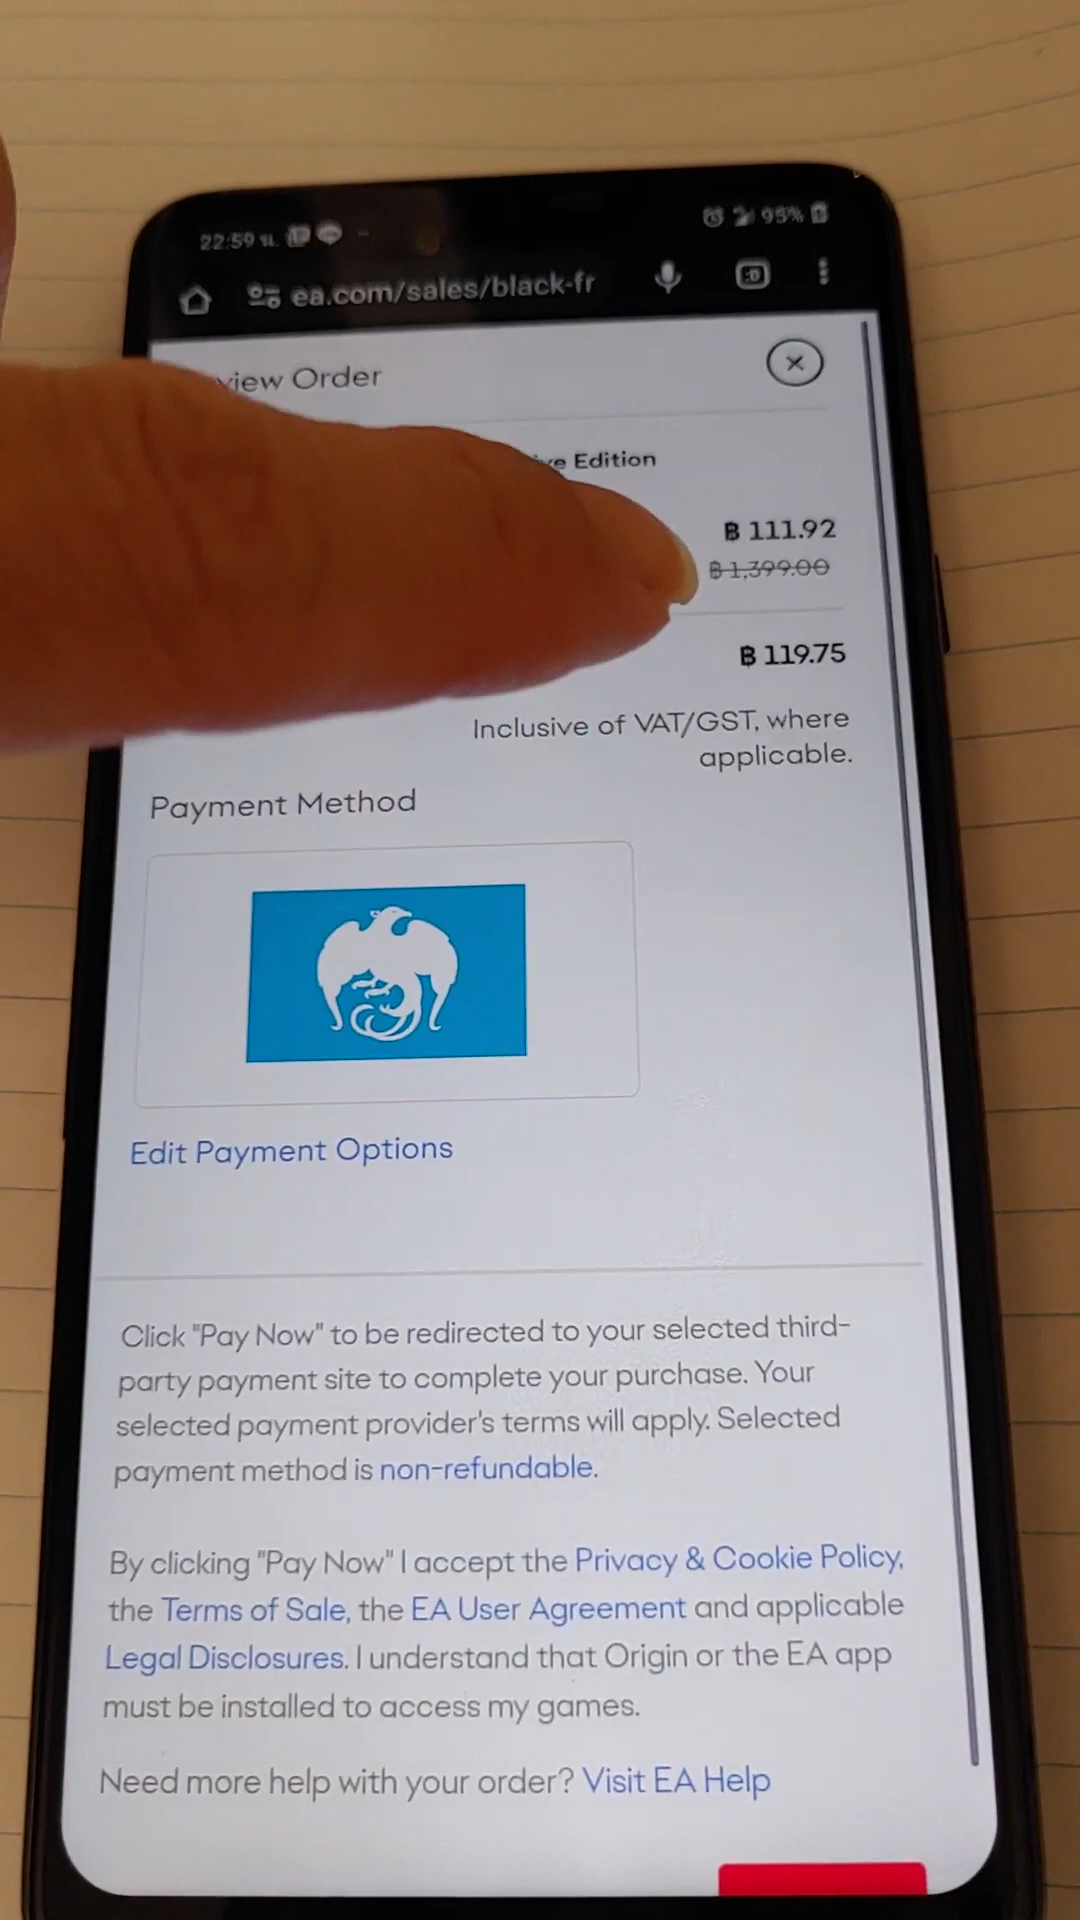 22:59 น. 95%
ea.com/sales/black-fr :D
view Order
Edition
฿ 111.92
฿ 1,399.00
฿ 119.75
Inclusive of VAT/GST, where
applicable.
Payment Method
Edit Payment Options
Click "Pay Now" to be redirected to your selected third-
party payment site to complete your purchase. Your
selected payment provider's terms will apply. Selected
payment method is non-refundable.
By clicking "Pay Now" I accept the Privacy & Cookie Policy,
the Terms of Sale, the EA User Agreement and applicable
Legal Disclosures. I understand that Origin or the EA app
must be installed to access my games.
Need more help with your order? Visit EA Help